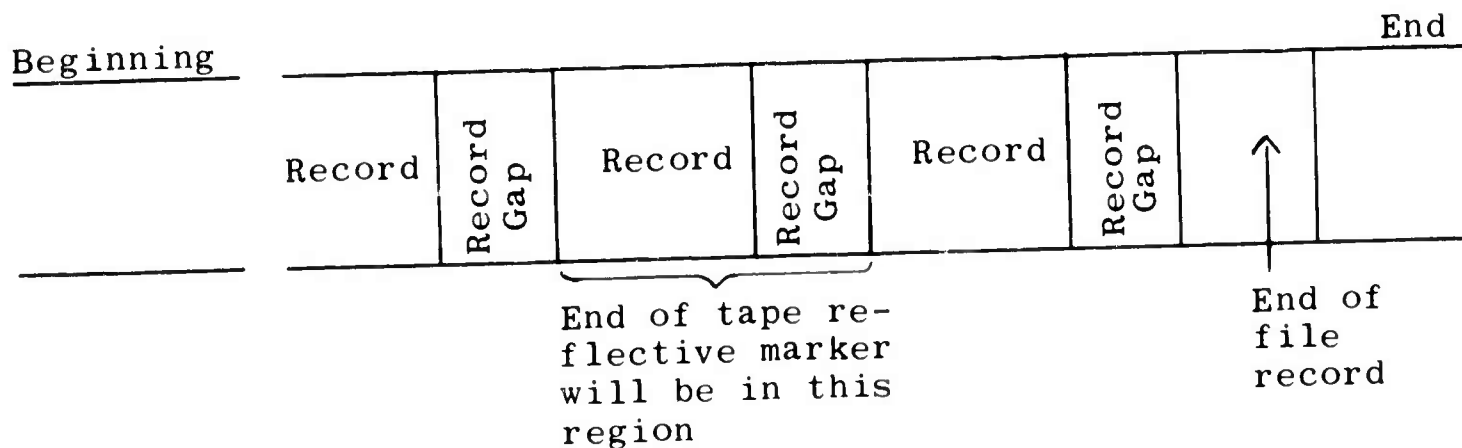 End
Beginning
Record
Record
Gap
Record
Record
Gap
Record
Record
Gap
End of tape re-
flective marker
will be in this
region
End of
file
record